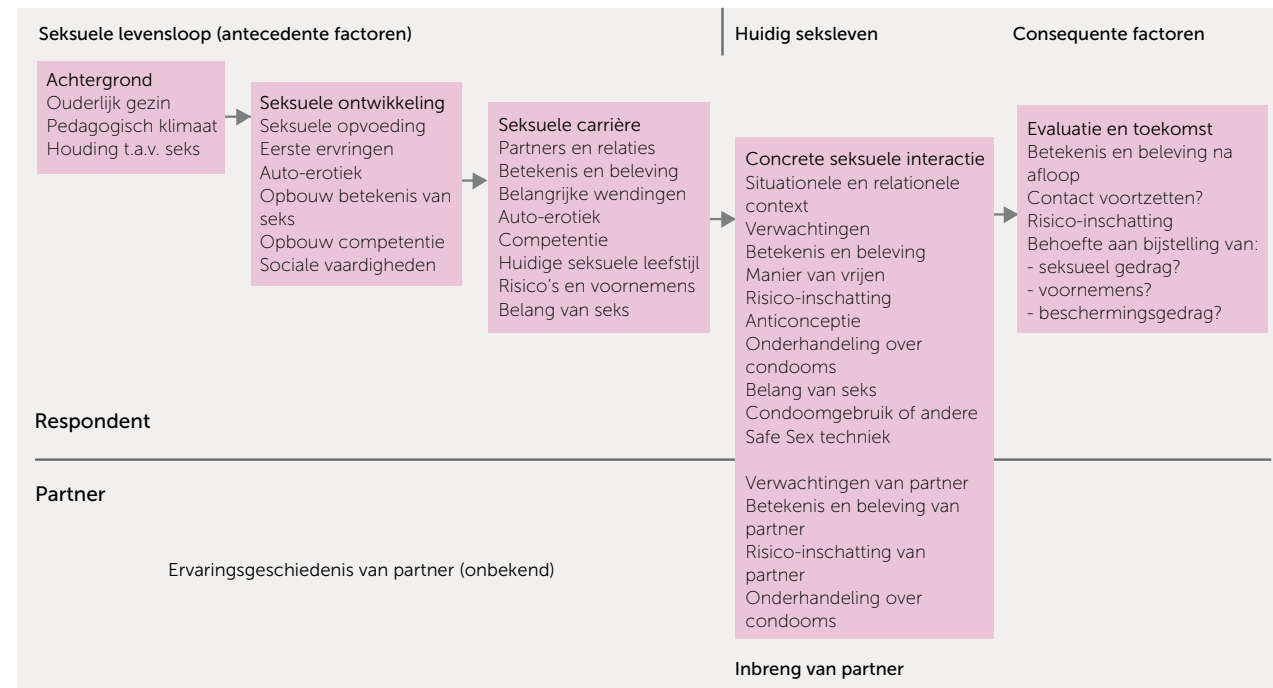 Seksuele levensloop (antecedente factoren)
Huidig seksleven
Consequente factoren
Achtergrond
Ouderlijk gezin
Pedagogisch klimaat
Houding t.a.v. seks
Seksuele ontwikkeling
Seksuele opvoeding
Eerste ervringen
Auto-erotiek
Opbouw betekenis van
seks
Opbouw competentie
Sociale vaardigheden
Seksuele carrière
Partners en relaties
Betekenis en beleving
Belangrijke wendingen
Auto-erotiek
Competentie
Huidige seksuele leefstijl
Risico's en voornemens
Belang van seks
Concrete seksuele interactie
Situationele en relationele
context
Verwachtingen
Betekenis en beleving
Manier van vrijen
Risico-inschatting
Anticonceptie
Onderhandeling over
condooms
Belang van seks
Condoomgebruik of andere
Safe Sex techniek
Evaluatie en toekomst
Betekenis en beleving na
afloop
Contact voortzetten?
Risico-inschatting
Behoefte aan bijstelling van:
- seksueel gedrag?
- voornemens?
- beschermingsgedrag?
Respondent
Partner
Ervaringsgeschiedenis van partner (onbekend)
Verwachtingen van partner
Betekenis en beleving van
partner
Risico-inschatting van
partner
Onderhandeling over
condooms
Inbreng van partner